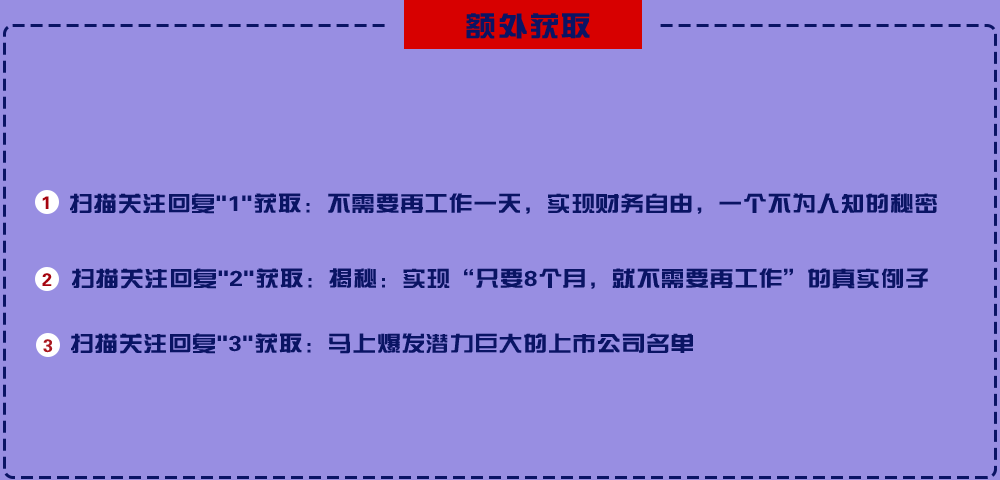 额外获取
1 扫描关注回复"1"获取：不需要再工作一天，实现财务自由，一个不为人知的秘密
2 扫描关注回复"2"获取：揭秘：实现“只要8个月，就不需要再工作”的真实例子
3 扫描关注回复"3"获取：马上爆发潜力巨大的上市公司名单